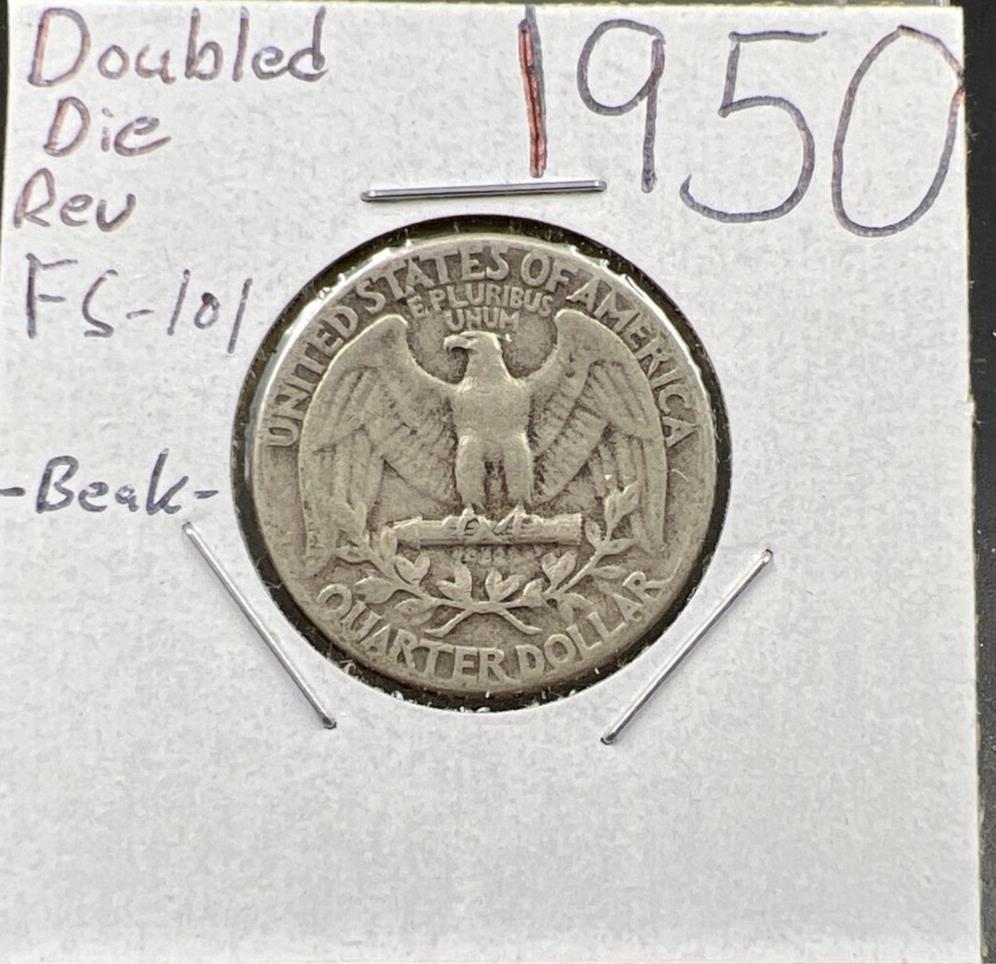 Doubled
Die
Rev
FS-101
-Beak-
1950
UNITED STATES OF AMERICA
E PLURIBUS
UNUM
QUARTER DOLLAR